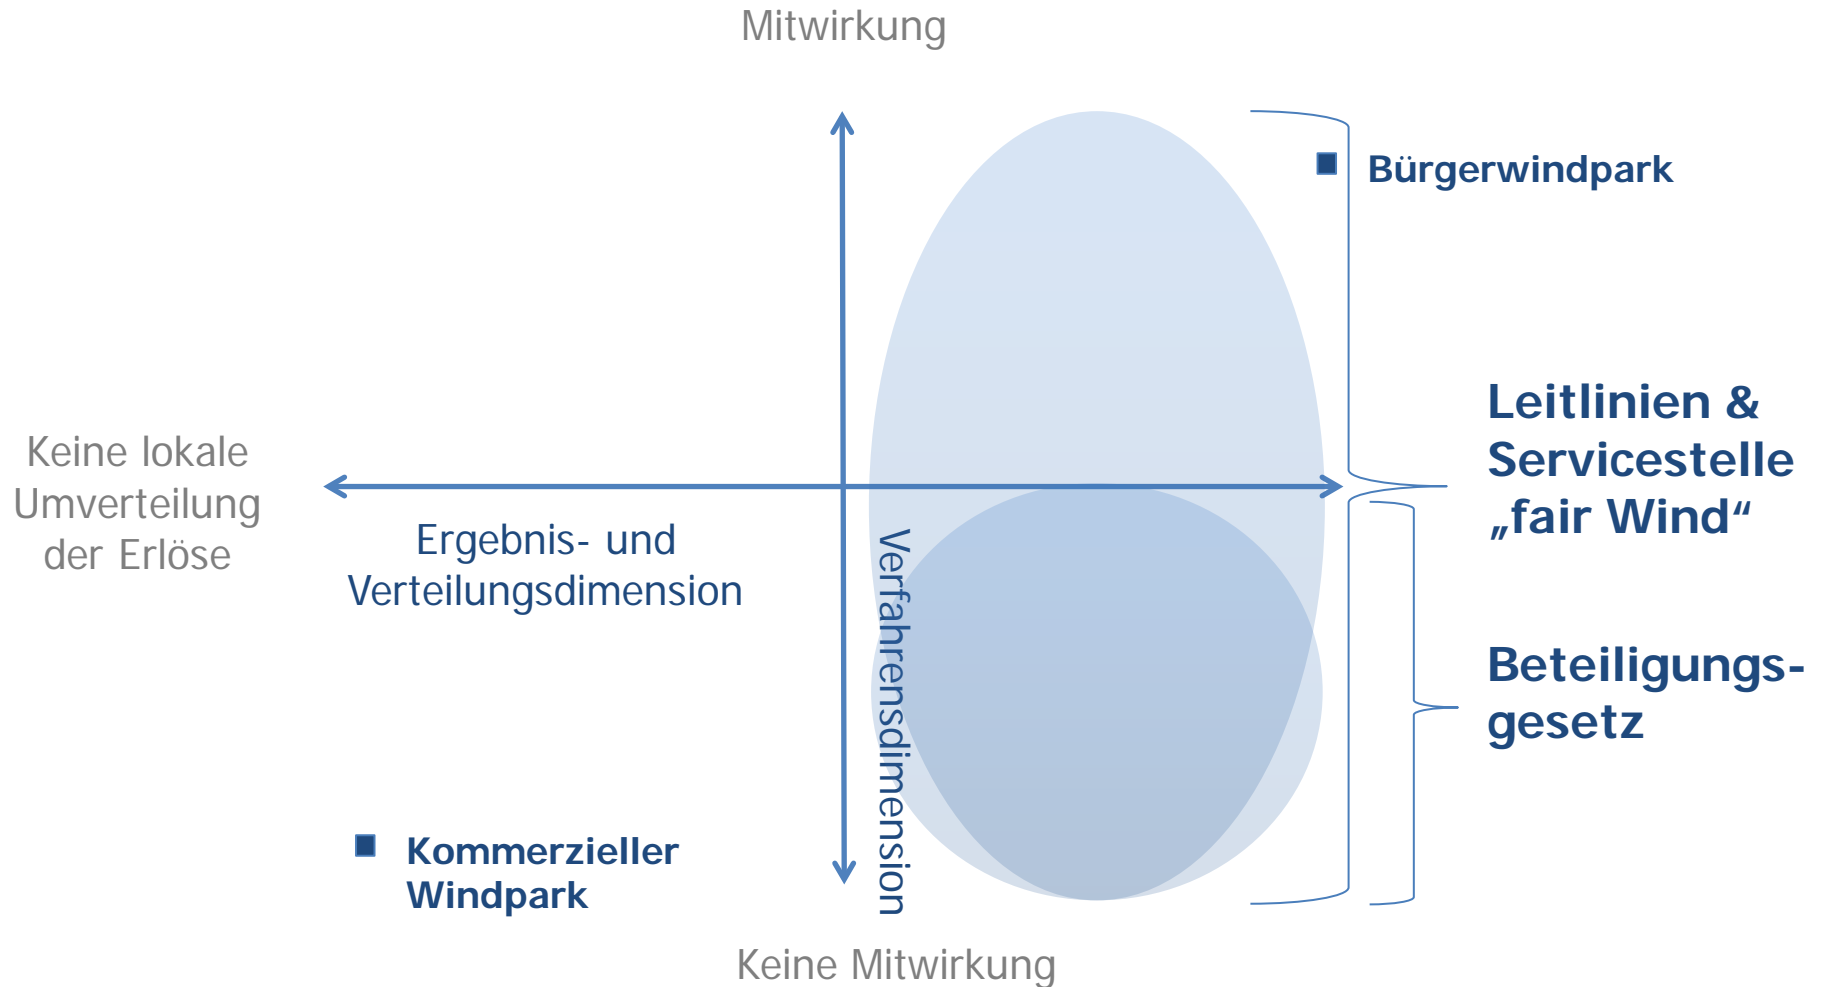 Mitwirkung
Bürgerwindpark
Leitlinien &
Servicestelle
„fair Wind“
Keine lokale
Umverteilung
der Erlöse
Ergebnis- und
Verteilungsdimension
Verfahrensdimension
Beteiligungs-
gesetz
Kommerzieller
Windpark
Keine Mitwirkung